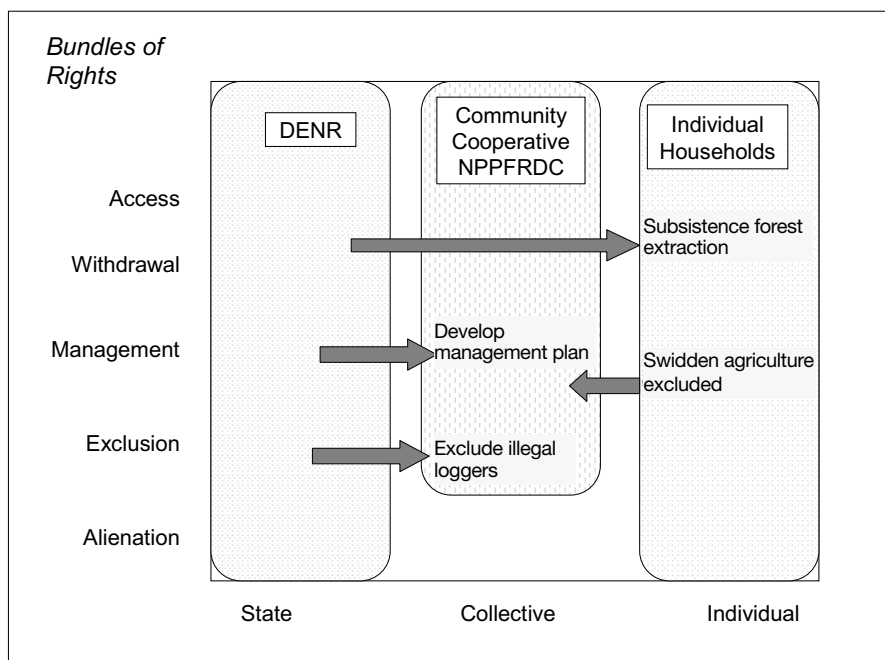 Bundles of
Rights
DENR
Community
Cooperative
NPPFRDC
Individual
Households
Access
Subsistence forest
extraction
Withdrawal
Management
Develop
management plan
Swidden agriculture
excluded
Exclusion
Exclude illegal
loggers
Alienation
State
Collective
Individual